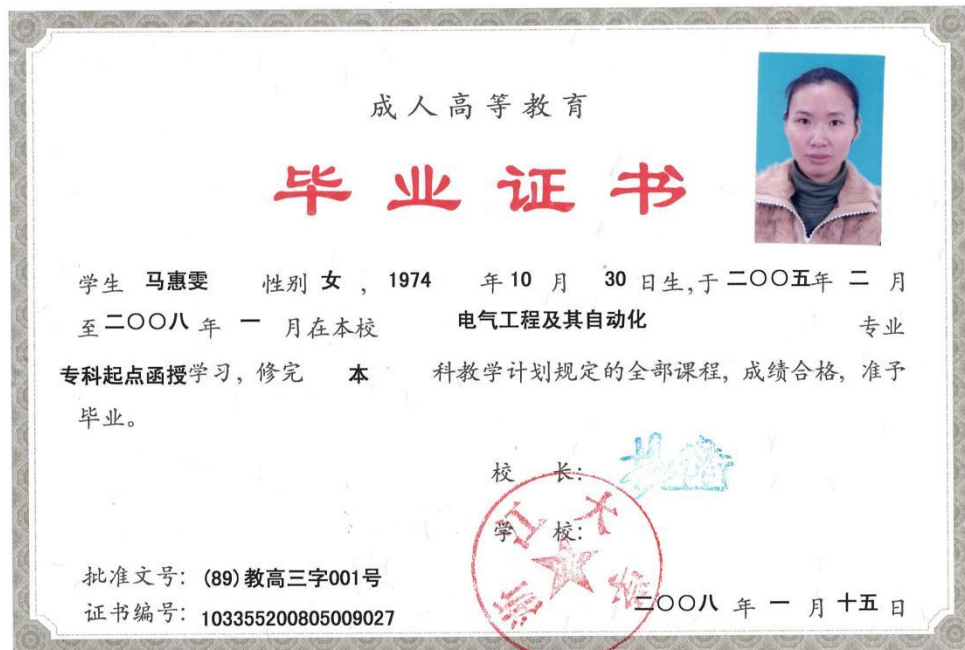 成人高等教育
毕业证书
学生 马惠雯 性别 女 ，1974 年 10 月 30 日生,于 二〇〇五年 二 月
至 二〇〇八 年 一 月在本校 电气工程及其自动化 专业
专科起点函授学习, 修完 本 科教学计划规定的全部课程, 成绩合格, 准予
毕业。
校 长:
学 校:
浙江大学
批准文号: (89)教高三字001号
证书编号: 103355200805009027
二〇〇八 年 一 月 十五 日